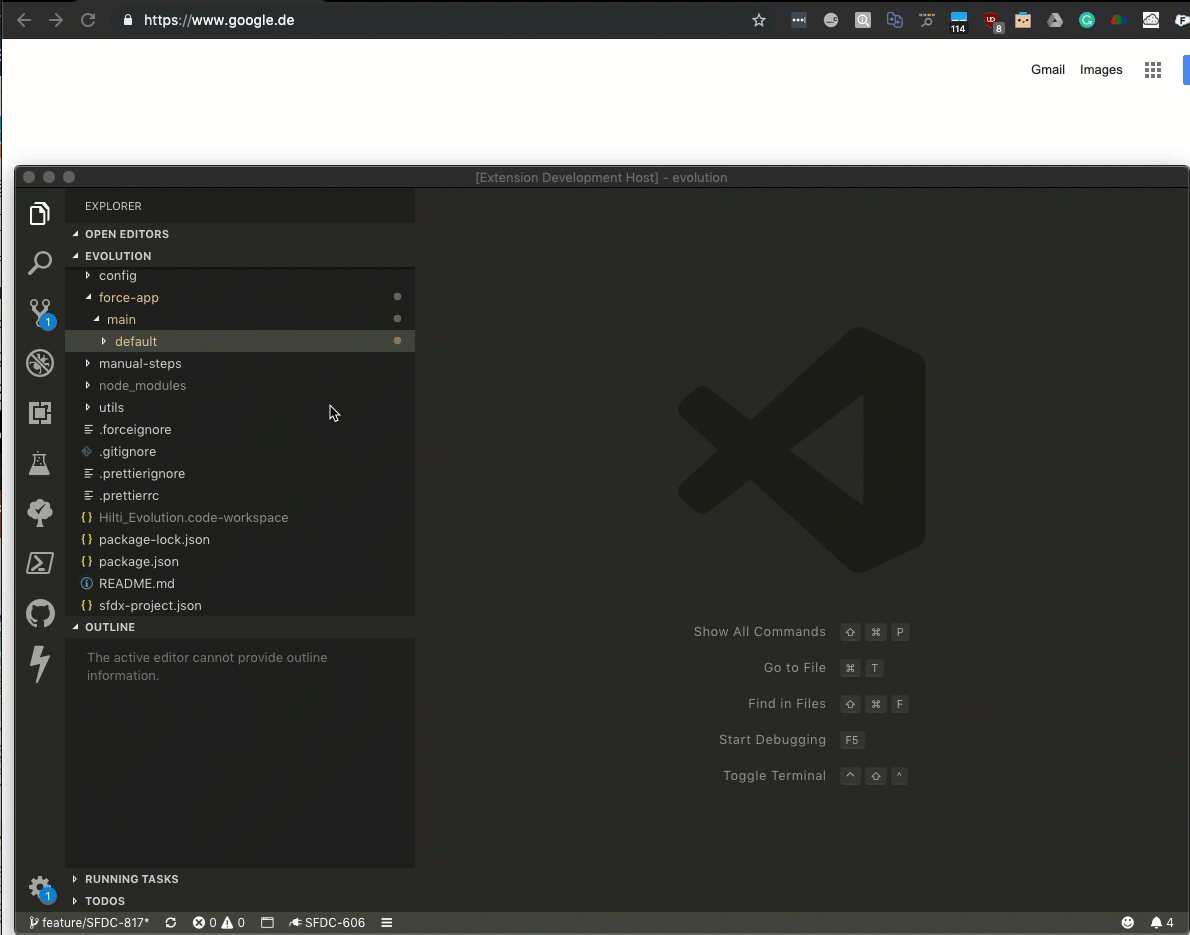 https://www.google.de
114
8
Gmail Images
[Extension Development Host] - evolution
EXPLORER
OPEN EDITORS
EVOLUTION
config
force-app
main
default
manual-steps
node_modules
utils
.forceignore
.gitignore
.prettierignore
.prettierrc
{} Hilti_Evolution.code-workspace
{} package-lock.json
{} package.json
README.md
{} sfdx-project.json
OUTLINE
The active editor cannot provide outline
information.
1
Show All Commands ⇧ ⌘ P
Go to File ⌘ T
Find in Files ⇧ ⌘ F
Start Debugging F5
Toggle Terminal ^ ⇧ ^
RUNNING TASKS
1
TODOS
feature/SFDC-817* 0 0 SFDC-606 4